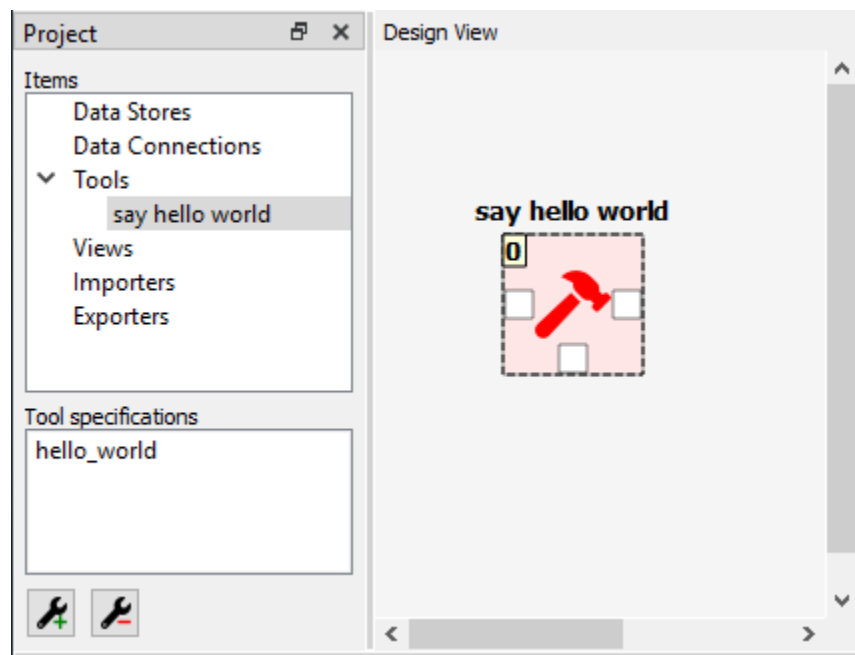 Project
Items
Data Stores
Data Connections
Tools
say hello world
Views
Importers
Exporters
Tool specifications
hello_world
Design View
say hello world
0